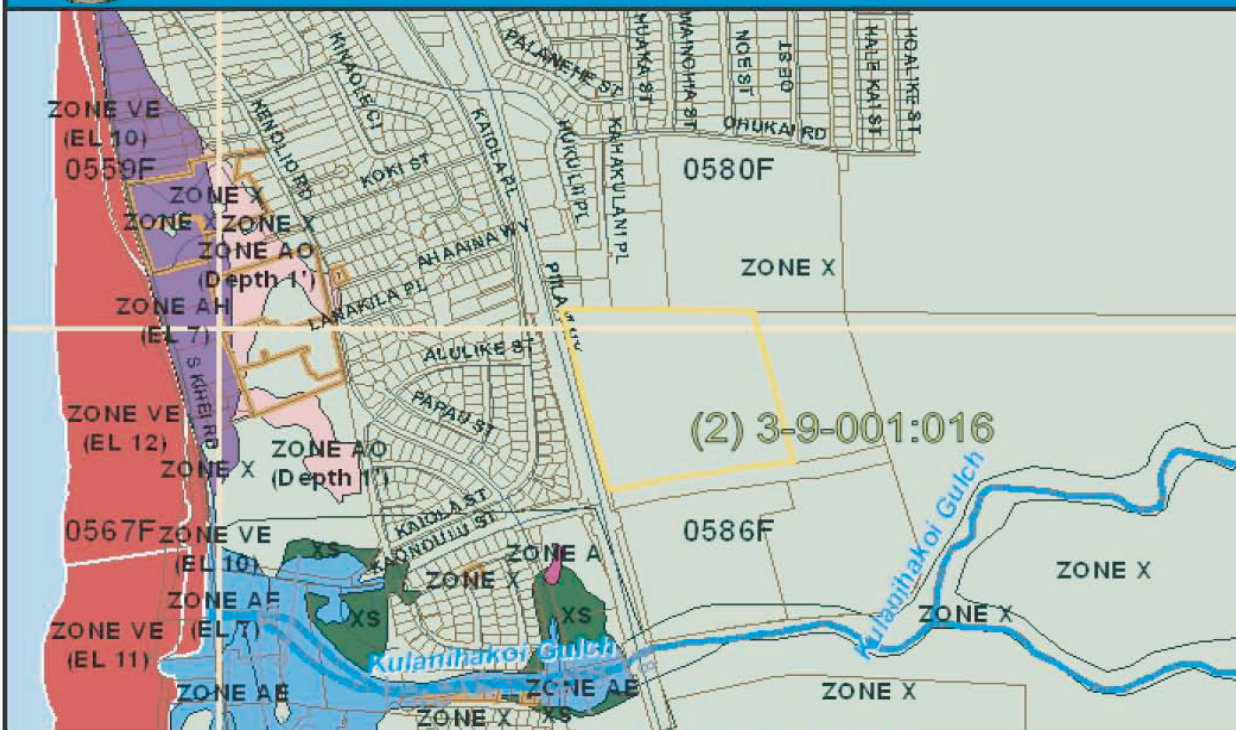 KINAOLE CT
PALANEHE ST
HUAKA ST
WAINOHIA ST
NOE ST
OBE ST
HALE KAI ST
HOALIKE ST
ZONE VE
(EL 10)
KENOLIO RD
KAIOLA PL
HUKULII PL
KAHAKULANI PL
OHUKAI RD
0559F
KOKI ST
0580F
ZONE X
ZONE X
ZONE X
ZONE AO
(Depth 1')
AHAAINA WY
ZONE X
ZONE AH
(EL 7)
LANAKILA PL
S KIHEI RD
ALULIKE ST
PAPAU ST
(2) 3-9-001:016
ZONE VE
(EL 12)
ZONE X
ZONE AO
(Depth 1')
KAIOLA ST
KAONOULU ST
0567F
ZONE VE
(EL 10)
XS
ZONE A
ZONE X
0586F
Kulanihakoi Gulch
ZONE X
ZONE AE
(EL 7)
ZONE VE
(EL 11)
XS
XS
ZONE X
Kulanihakoi Gulch
ZONE AE
ZONE AE
ZONE X
ZONE X
XS